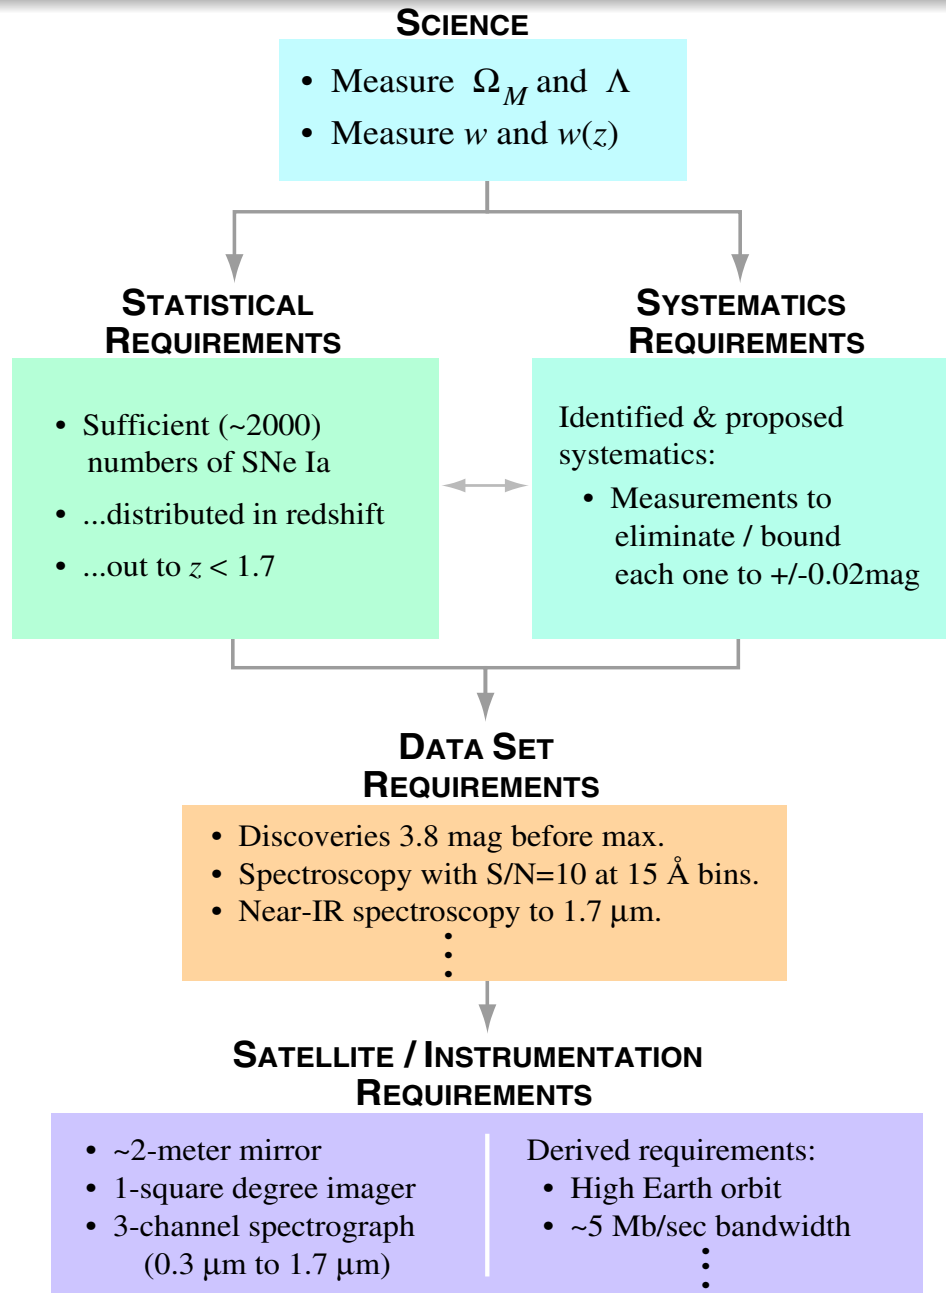 SCIENCE
• Measure Ω_M and Λ
• Measure w and w(z)
STATISTICAL
REQUIREMENTS
• Sufficient (~2000)
numbers of SNe Ia
• ...distributed in redshift
• ...out to z < 1.7
SYSTEMATICS
REQUIREMENTS
Identified & proposed
systematics:
• Measurements to
eliminate / bound
each one to +/-0.02mag
DATA SET
REQUIREMENTS
• Discoveries 3.8 mag before max.
• Spectroscopy with S/N=10 at 15 Å bins.
• Near-IR spectroscopy to 1.7 μm.
SATELLITE / INSTRUMENTATION
REQUIREMENTS
• ~2-meter mirror
• 1-square degree imager
• 3-channel spectrograph
(0.3 μm to 1.7 μm)
Derived requirements:
• High Earth orbit
• ~5 Mb/sec bandwidth